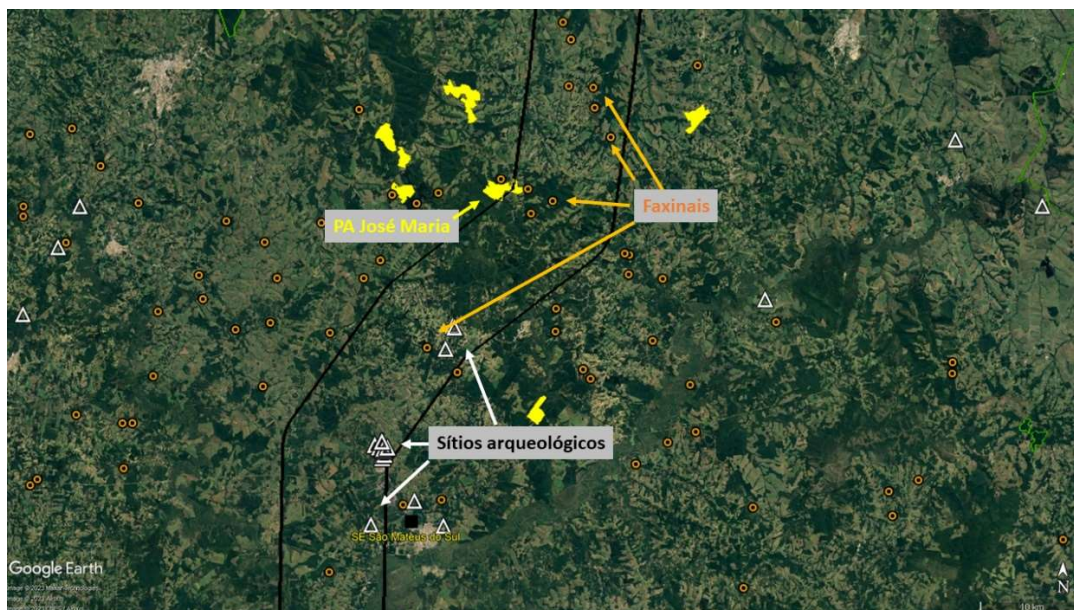 Faxinais
PA José Maria
Sítios arqueológicos
SE São Mateus do Sul
Google Earth
N
10 km